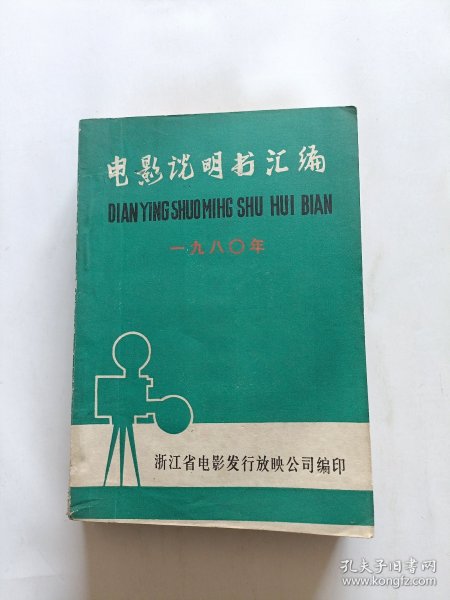 电影说明书汇编
DIAN YING SHUO MIHG SHU HUI BIAN
一九八〇年
浙江省电影发行放映公司编印
孔夫子旧书网
www.kongfz.com